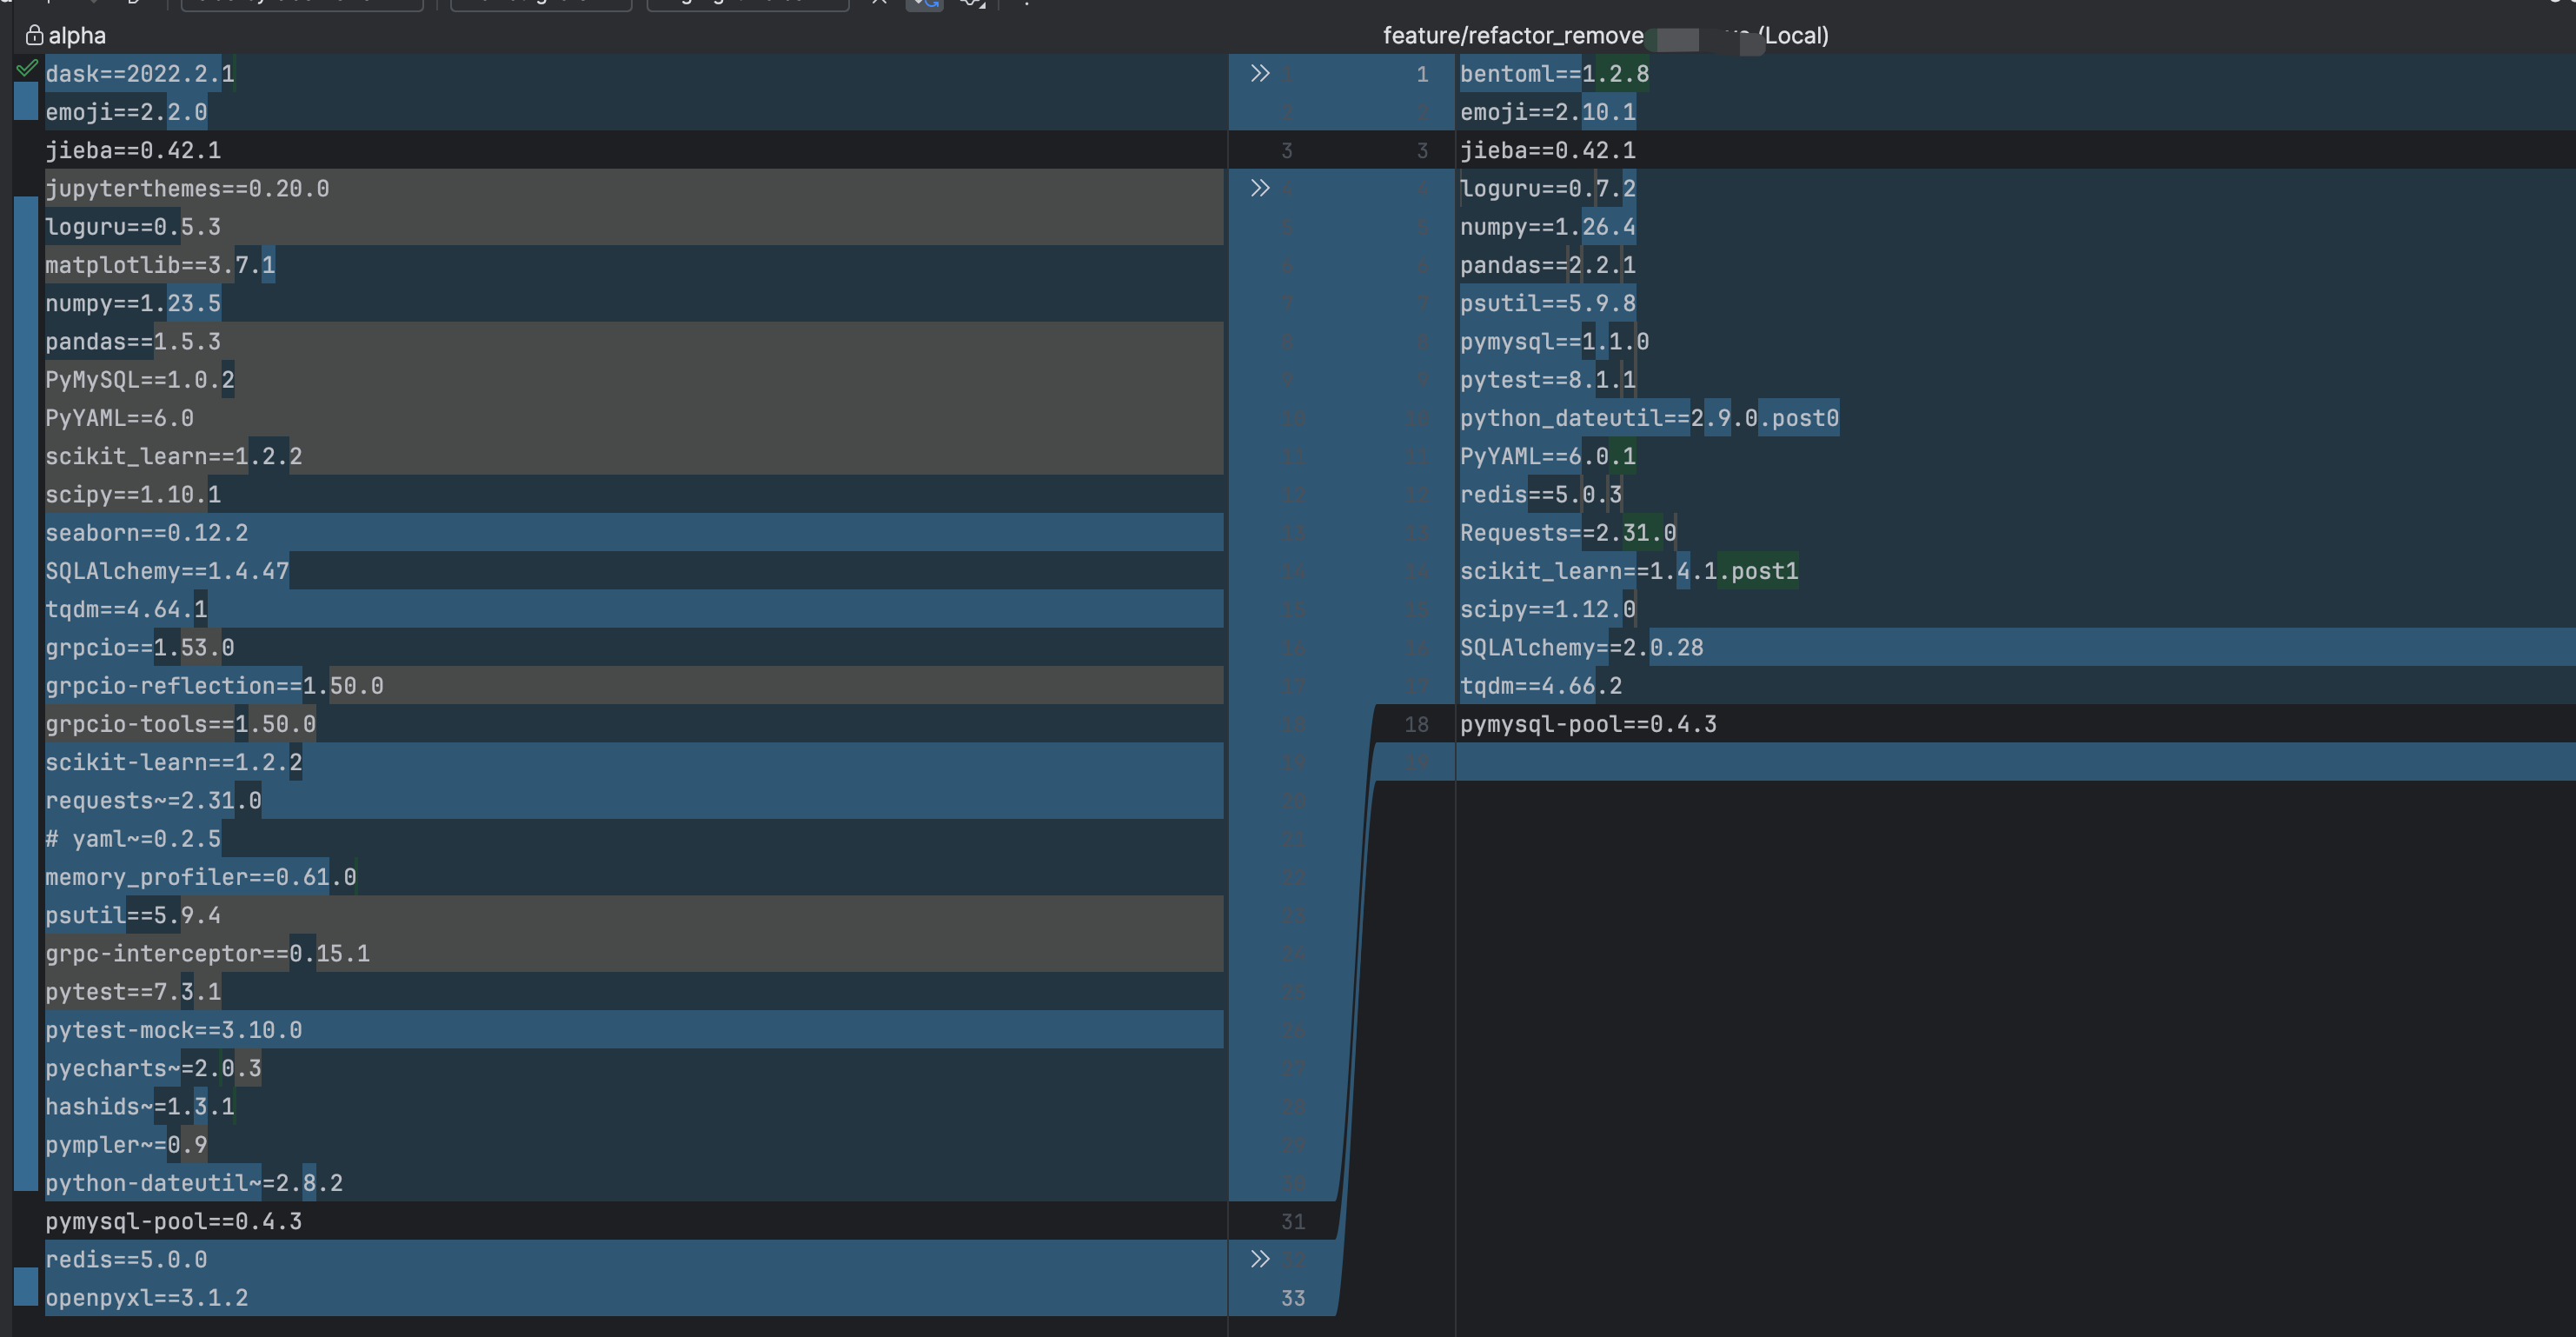 alpha
dask==2022.2.1
emoji==2.2.0
jieba==0.42.1
jupyterthemes==0.20.0
loguru==0.5.3
matplotlib==3.7.1
numpy==1.23.5
pandas==1.5.3
PyMySQL==1.0.2
PyYAML==6.0
scikit_learn==1.2.2
scipy==1.10.1
seaborn==0.12.2
SQLAlchemy==1.4.47
tqdm==4.64.1
grpcio==1.53.0
grpcio-reflection==1.50.0
grpcio-tools==1.50.0
scikit-learn==1.2.2
requests~=2.31.0
# yaml~=0.2.5
memory_profiler==0.61.0
psutil==5.9.4
grpc-interceptor==0.15.1
pytest==7.3.1
pytest-mock==3.10.0
pyecharts~=2.0.3
hashids~=1.3.1
pympler~=0.9
python-dateutil~=2.8.2
pymysql-pool==0.4.3
redis==5.0.0
openpyxl==3.1.2
3
31
33
feature/refactor_remove (Local)
1 bentoml==1.2.8
emoji==2.10.1
3 jieba==0.42.1
loguru==0.7.2
numpy==1.26.4
pandas==2.2.1
psutil==5.9.8
pymysql==1.1.0
pytest==8.1.1
python_dateutil==2.9.0.post0
PyYAML==6.0.1
redis==5.0.3
Requests==2.31.0
scikit_learn==1.4.1.post1
scipy==1.12.0
SQLAlchemy==2.0.28
tqdm==4.66.2
18 pymysql-pool==0.4.3